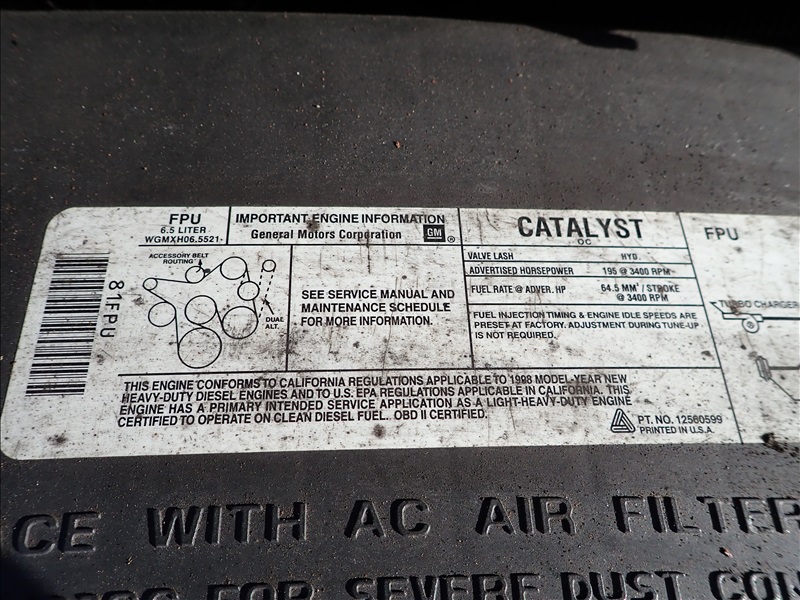 FPU
6.5 LITER
WGMXH06.5521
IMPORTANT ENGINE INFORMATION
General Motors Corporation GM ®
CATALYST
OC
FPU
81FPU
ACCESSORY BELT
ROUTING
DUAL
ALT.
SEE SERVICE MANUAL AND
MAINTENANCE SCHEDULE
FOR MORE INFORMATION.
VALVE LASH HYD.
ADVERTISED HORSEPOWER 195 @ 3400 RPM
FUEL RATE @ ADVER. HP 64.5 MM³ / STROKE
@ 3400 RPM
FUEL INJECTION TIMING & ENGINE IDLE SPEEDS ARE
PRESET AT FACTORY. ADJUSTMENT DURING TUNE-UP
IS NOT REQUIRED.
TURBO CHARGER
THIS ENGINE CONFORMS TO CALIFORNIA REGULATIONS APPLICABLE TO 1998 MODEL-YEAR NEW
HEAVY-DUTY DIESEL ENGINES AND TO U.S. EPA REGULATIONS APPLICABLE IN CALIFORNIA. THIS
ENGINE HAS A PRIMARY INTENDED SERVICE APPLICATION AS A LIGHT-HEAVY-DUTY ENGINE
CERTIFIED TO OPERATE ON CLEAN DIESEL FUEL. OBD II CERTIFIED.
PT. NO. 12560599
PRINTED IN U.S.A.
CE WITH AC AIR FILTER
FOR SEVERE DUST CON